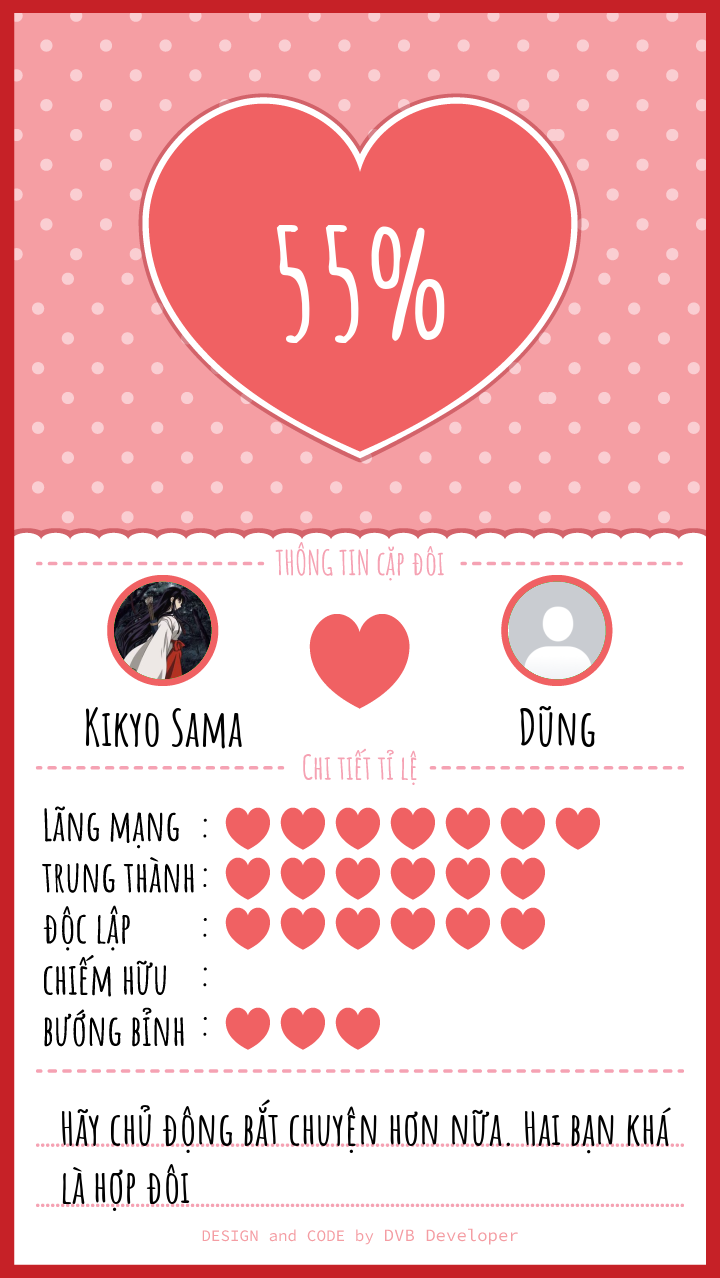 55%
THÔNG TIN CẶP ĐÔI
KIKYO SAMA
DŨNG
CHI TIẾT TỈ LỆ
LÃNG MẠNG :
TRUNG THÀNH :
ĐỘC LẬP :
CHIẾM HỮU :
BƯỚNG BỈNH :
HÃY CHỦ ĐỘNG BẮT CHUYỆN HƠN NỮA. HAI BẠN KHÁ
LÀ HỢP ĐÔI
DESIGN and CODE by DVB Developer